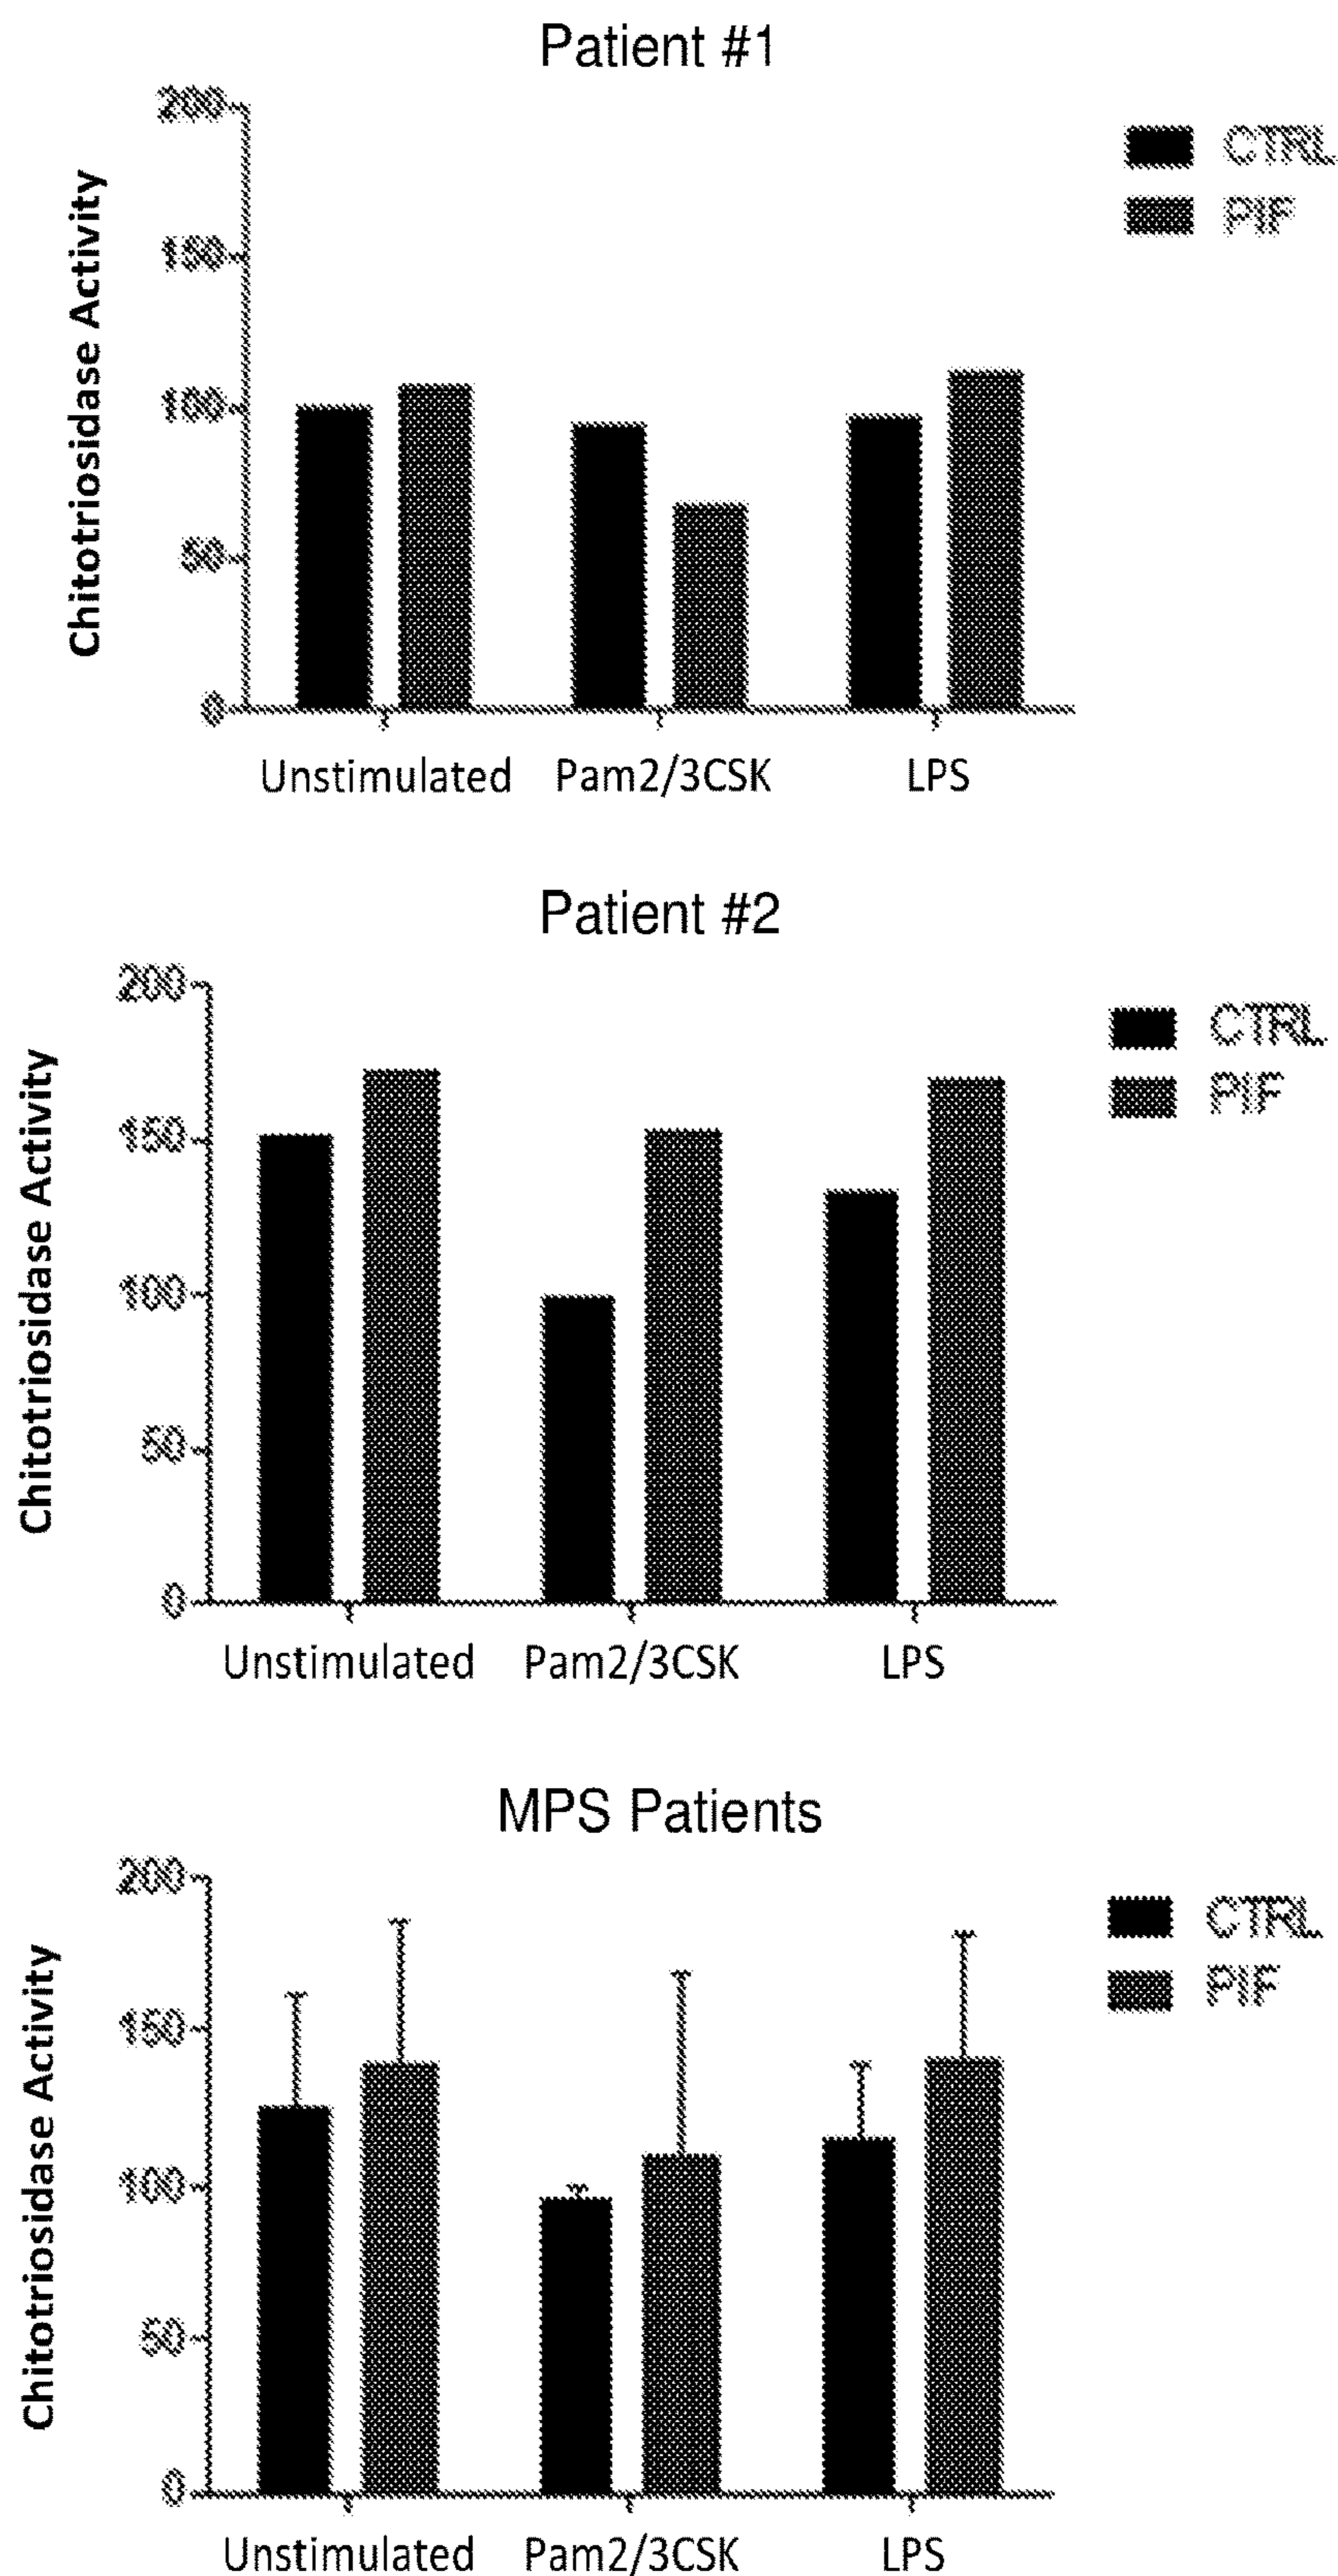 Patient #1
Chitotriosidase Activity
200
150
100
50
0
CTRL
PIF
Unstimulated Pam2/3CSK LPS
Patient #2
Chitotriosidase Activity
200
150
100
50
0
CTRL
PIF
Unstimulated Pam2/3CSK LPS
MPS Patients
Chitotriosidase Activity
200
150
100
50
0
CTRL
PIF
Unstimulated Pam2/3CSK LPS